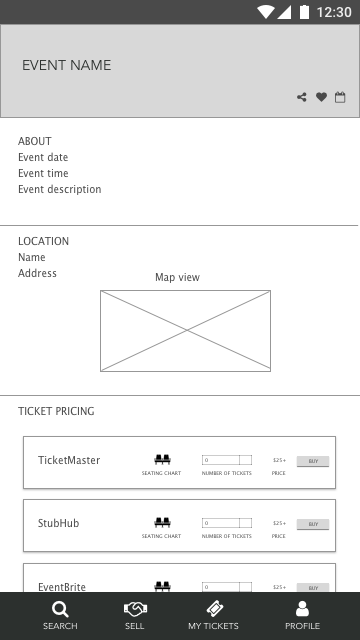 12:30
EVENT NAME
ABOUT
Event date
Event time
Event description
LOCATION
Name
Address
Map view
TICKET PRICING
TicketMaster
0
$25+
BUY
SEATING CHART
NUMBER OF TICKETS
PRICE
StubHub
0
$25+
BUY
SEATING CHART
NUMBER OF TICKETS
PRICE
EventBrite
0
$25+
BUY
SEARCH
SELL
MY TICKETS
PROFILE